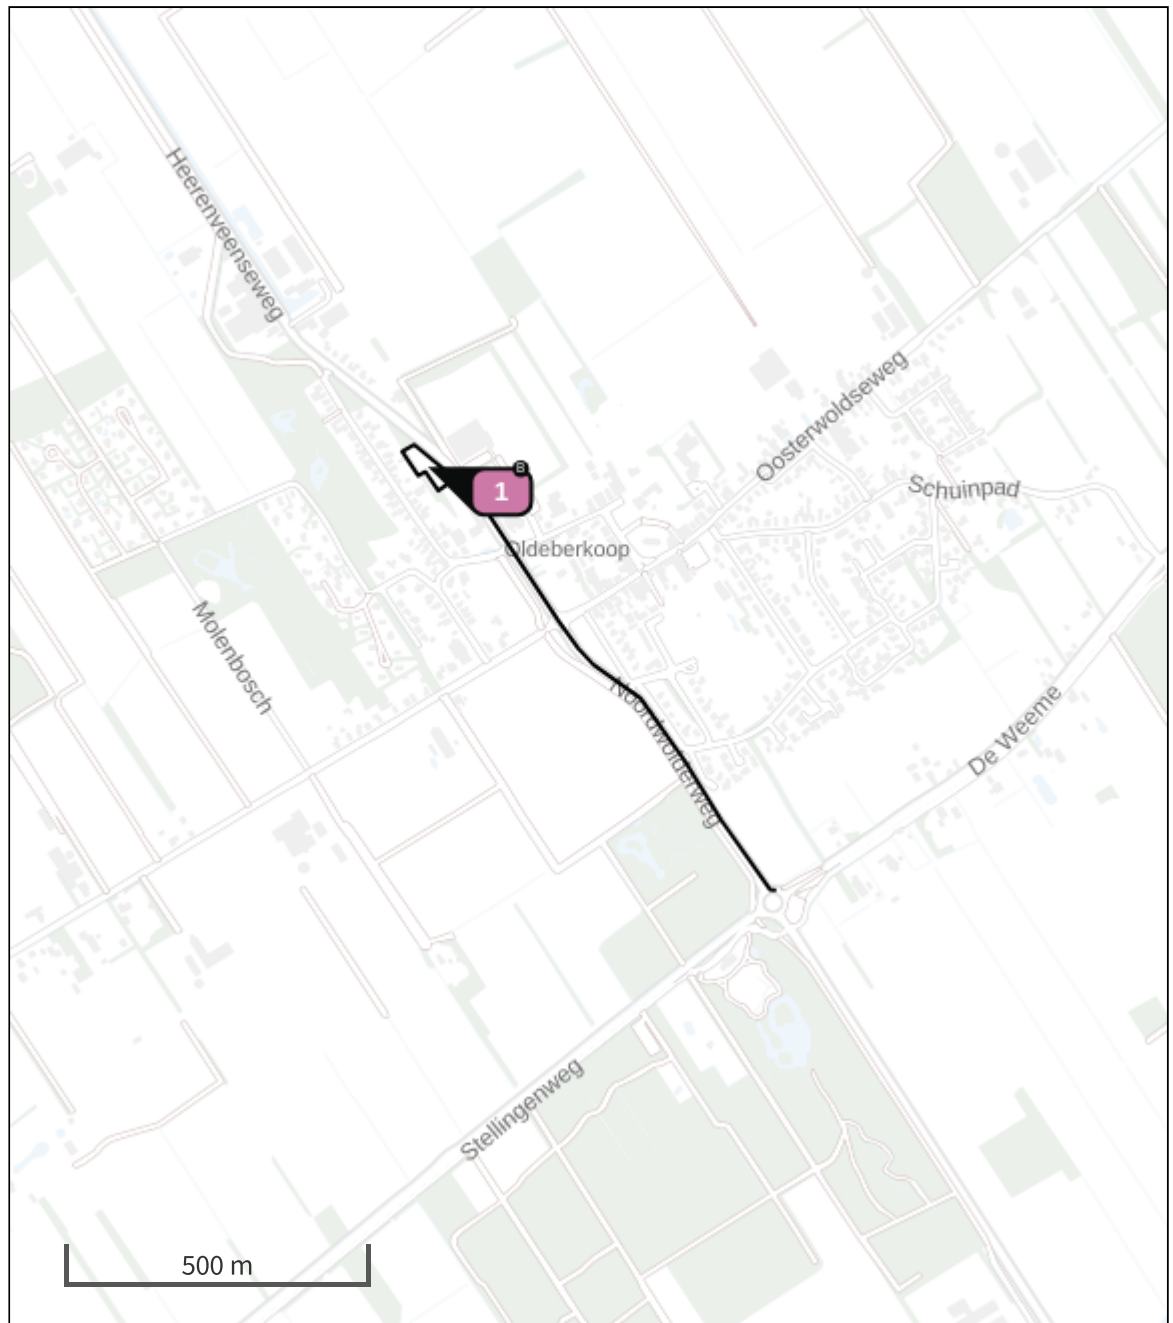 Heerenveenseweg
Oosterwoldseweg
Schuinpad
B
1
Oldeberkoop
Molenbosch
Noordwolderweg
De Weeme
Stellingenweg
500 m